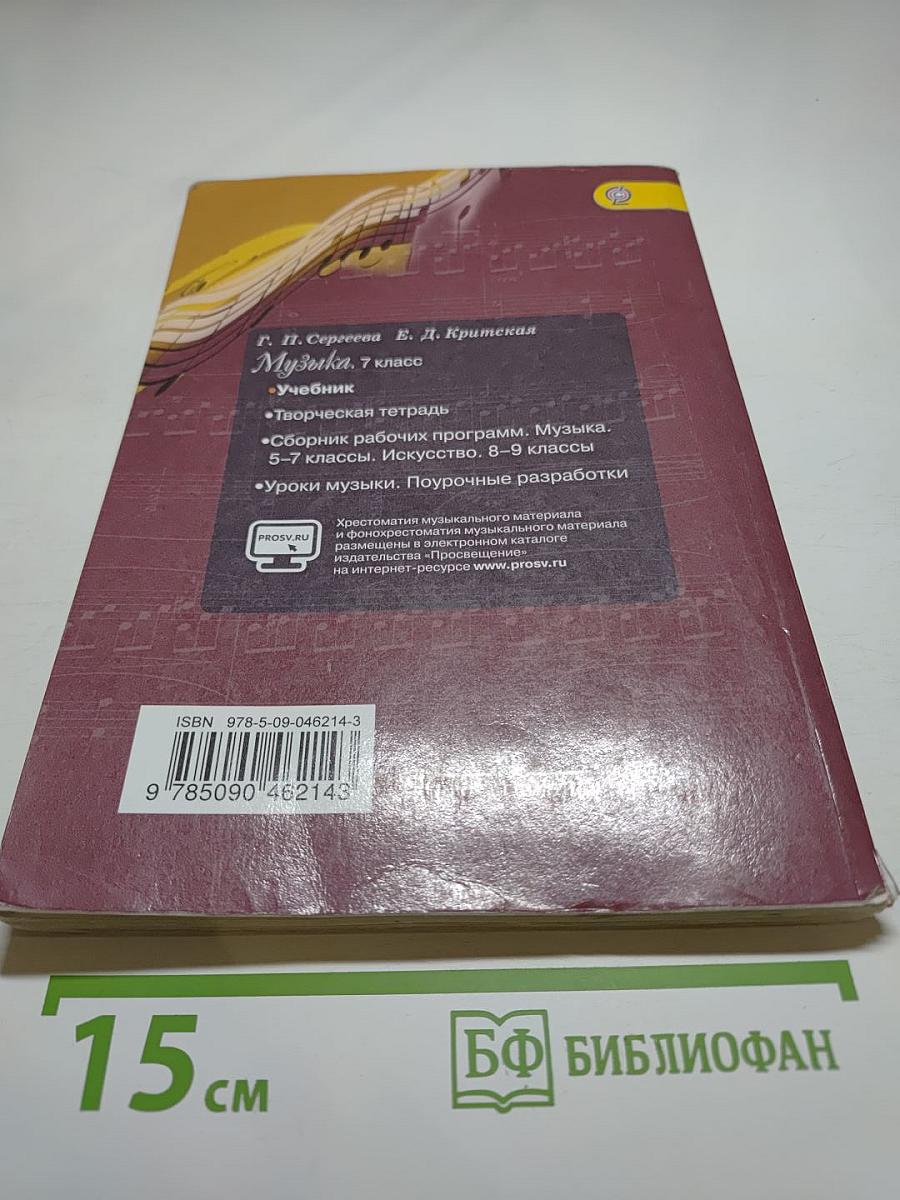 Г. П. Сергеева Е. Д. Критская
Музыка. 7 класс
•Учебник
•Творческая тетрадь
•Сборник рабочих программ. Музыка.
5–7 классы. Искусство. 8–9 классы
•Уроки музыки. Поурочные разработки
PROSV.RU
Хрестоматия музыкального материала
и фонохрестоматия музыкального материала
размещены в электронном каталоге
издательства «Просвещение»
на интернет-ресурсе www.prosv.ru
ISBN 978-5-09-046214-3
9 785090 462143
15 см
БФ БИБЛИОФАН